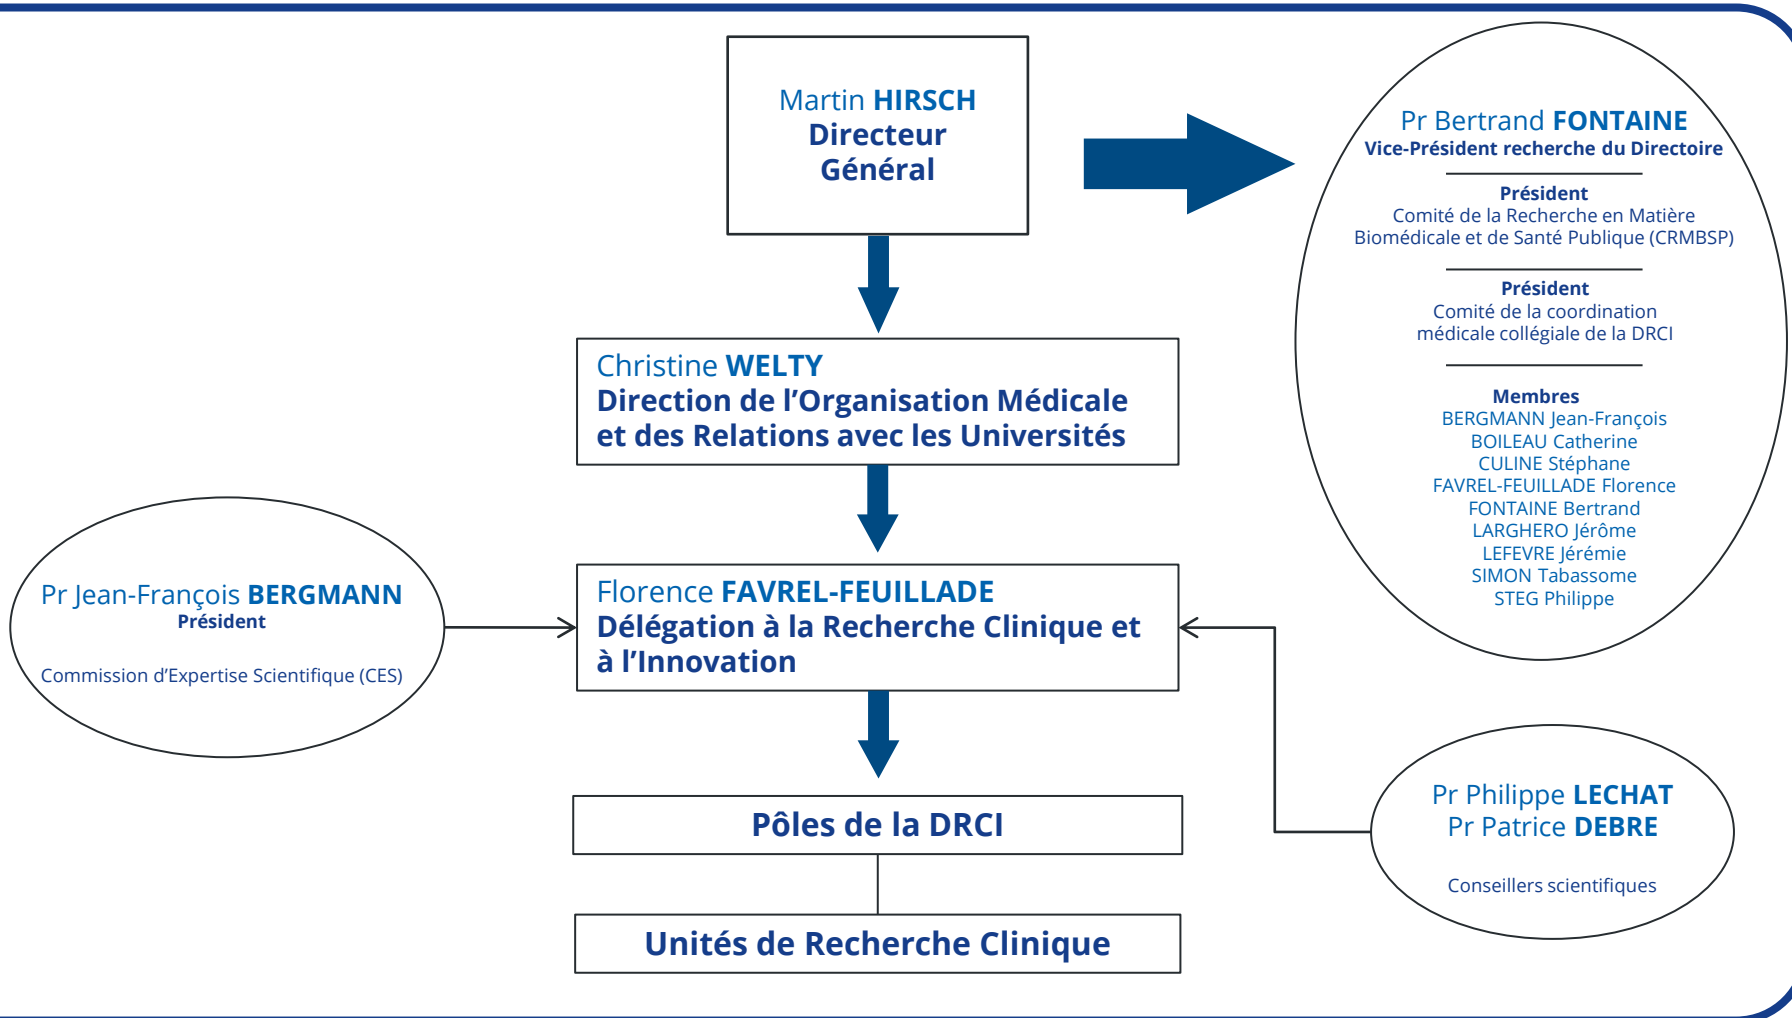 Martin HIRSCH
Directeur
Général
Pr Bertrand FONTAINE
Vice-Président recherche du Directoire
Président
Comité de la Recherche en Matière
Biomédicale et de Santé Publique (CRMBSP)
Président
Comité de la coordination
médicale collégiale de la DRCI
Membres
BERGMANN Jean-François
BOILEAU Catherine
CULINE Stéphane
FAVREL-FEUILLADE Florence
FONTAINE Bertrand
LARGHERO Jérôme
LEFEVRE Jérémie
SIMON Tabassome
STEG Philippe
Christine WELTY
Direction de l’Organisation Médicale
et des Relations avec les Universités
Pr Jean-François BERGMANN
Président
Commission d’Expertise Scientifique (CES)
Florence FAVREL-FEUILLADE
Délégation à la Recherche Clinique et
à l’Innovation
Pr Philippe LECHAT
Pr Patrice DEBRE
Conseillers scientifiques
Pôles de la DRCI
Unités de Recherche Clinique